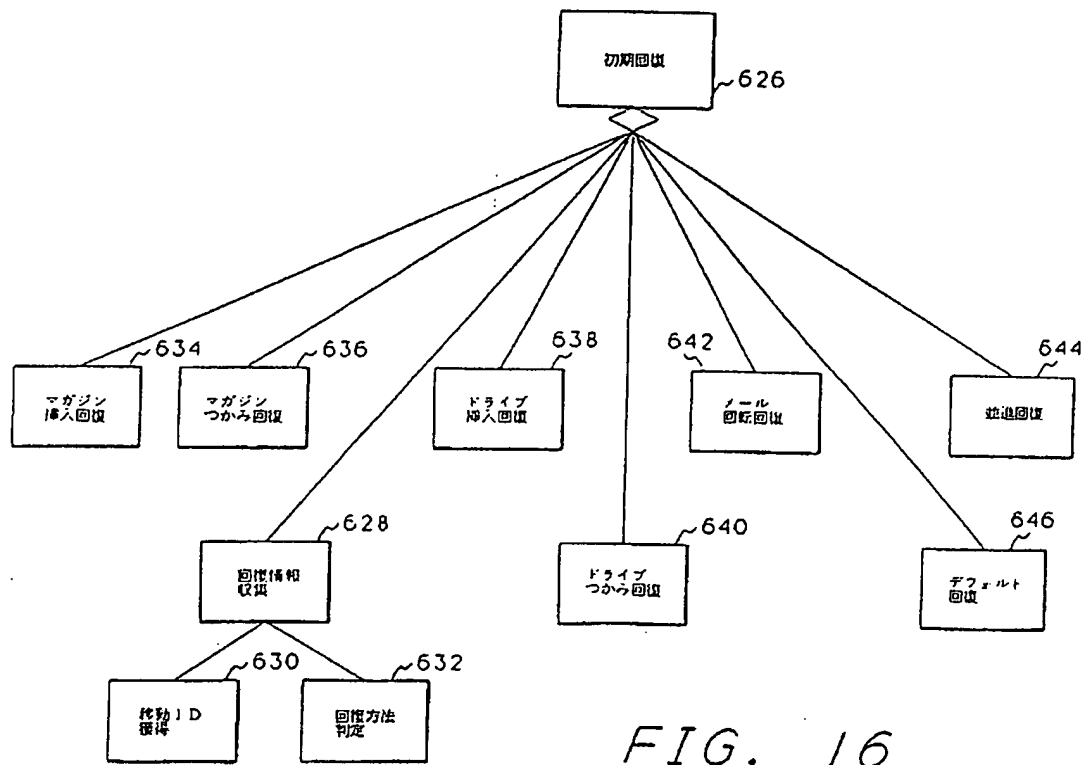 初期回復
626
634
マガジン
挿入回復
636
マガジン
つかみ回復
638
ドライブ
挿入回復
642
メール
回転回復
644
並進回復
628
回復情報
収集
640
ドライブ
つかみ回復
646
デフォルト
回復
630
移動ID
獲得
632
回復方法
判定
FIG. 16